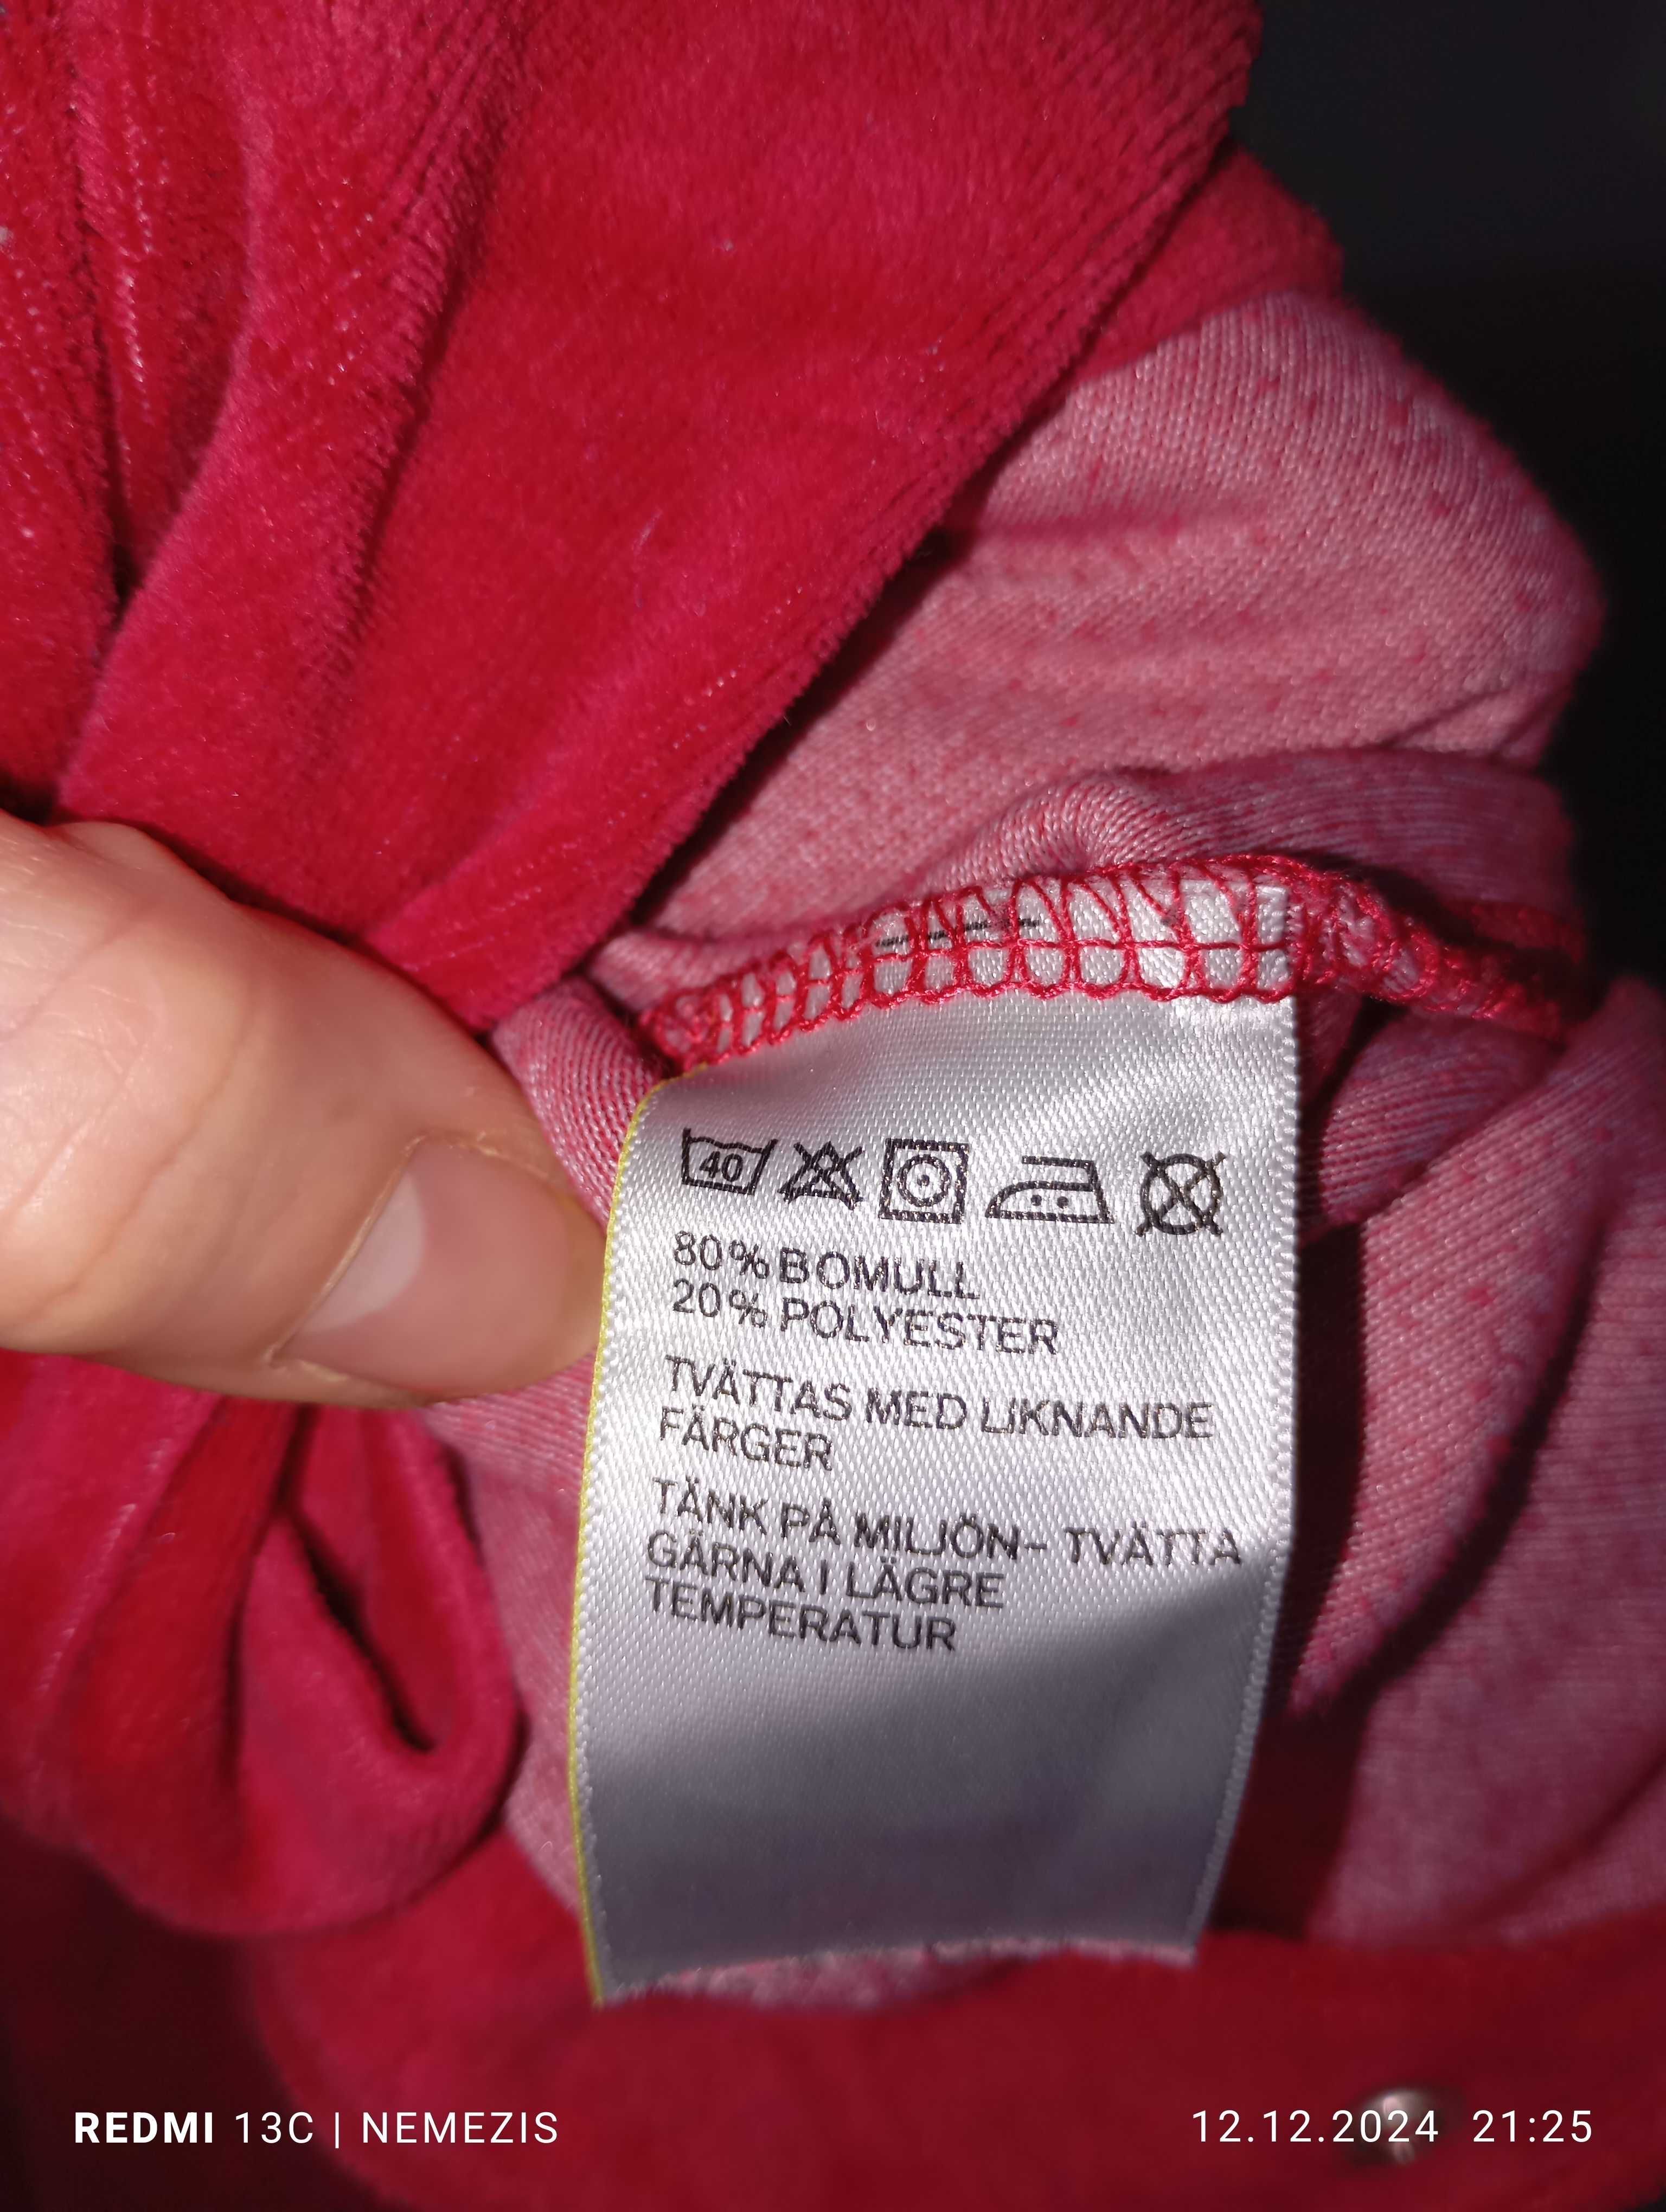 40
80% BOMULL
20% POLYESTER
TVÄTTAS MED LIKNANDE
FÄRGER
TÄNK PÅ MILJÖN- TVÄTTA
GÄRNA I LÄGRE
TEMPERATUR
REDMI 13C | NEMEZIS
12.12.2024 21:25